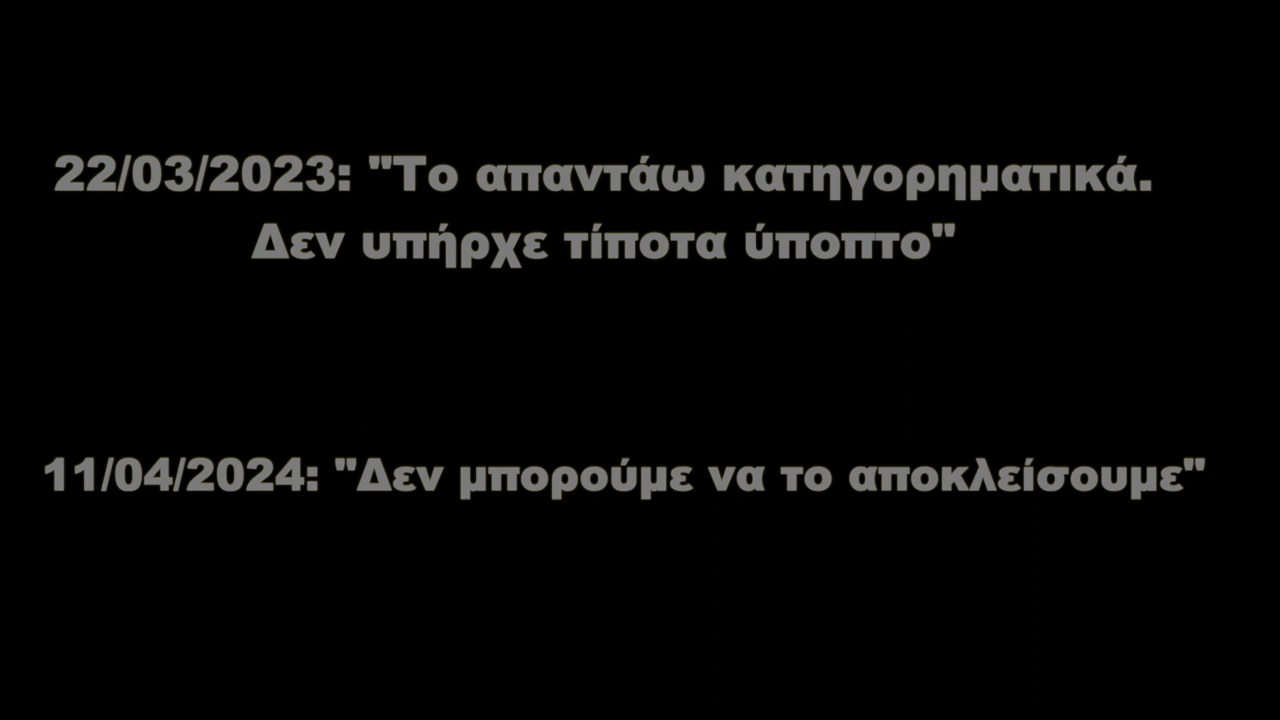 22/03/2023: "Το απαντάω κατηγορηματικά.
Δεν υπήρχε τίποτα ύποπτο"
11/04/2024: "Δεν μπορούμε να το αποκλείσουμε"